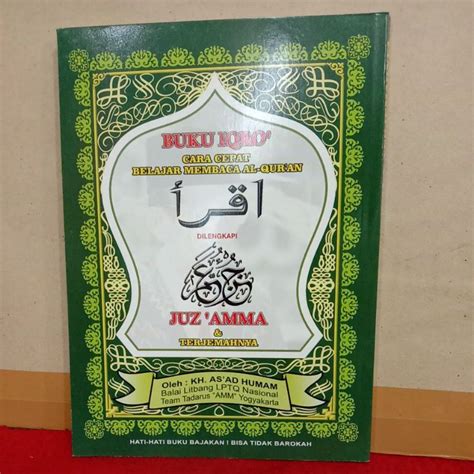 BUKU IQRO'
CARA CEPAT
BELAJAR MEMBACA AL-QUR'AN
اقرأ
DILENGKAPI
جزء عم
JUZ 'AMMA
&
TERJEMAHNYA
Oleh : KH. AS'AD HUMAM
Balai Litbang LPTQ Nasional
Team Tadarus "AMM" Yogyakarta
HATI-HATI BUKU BAJAKAN ! BISA TIDAK BAROKAH